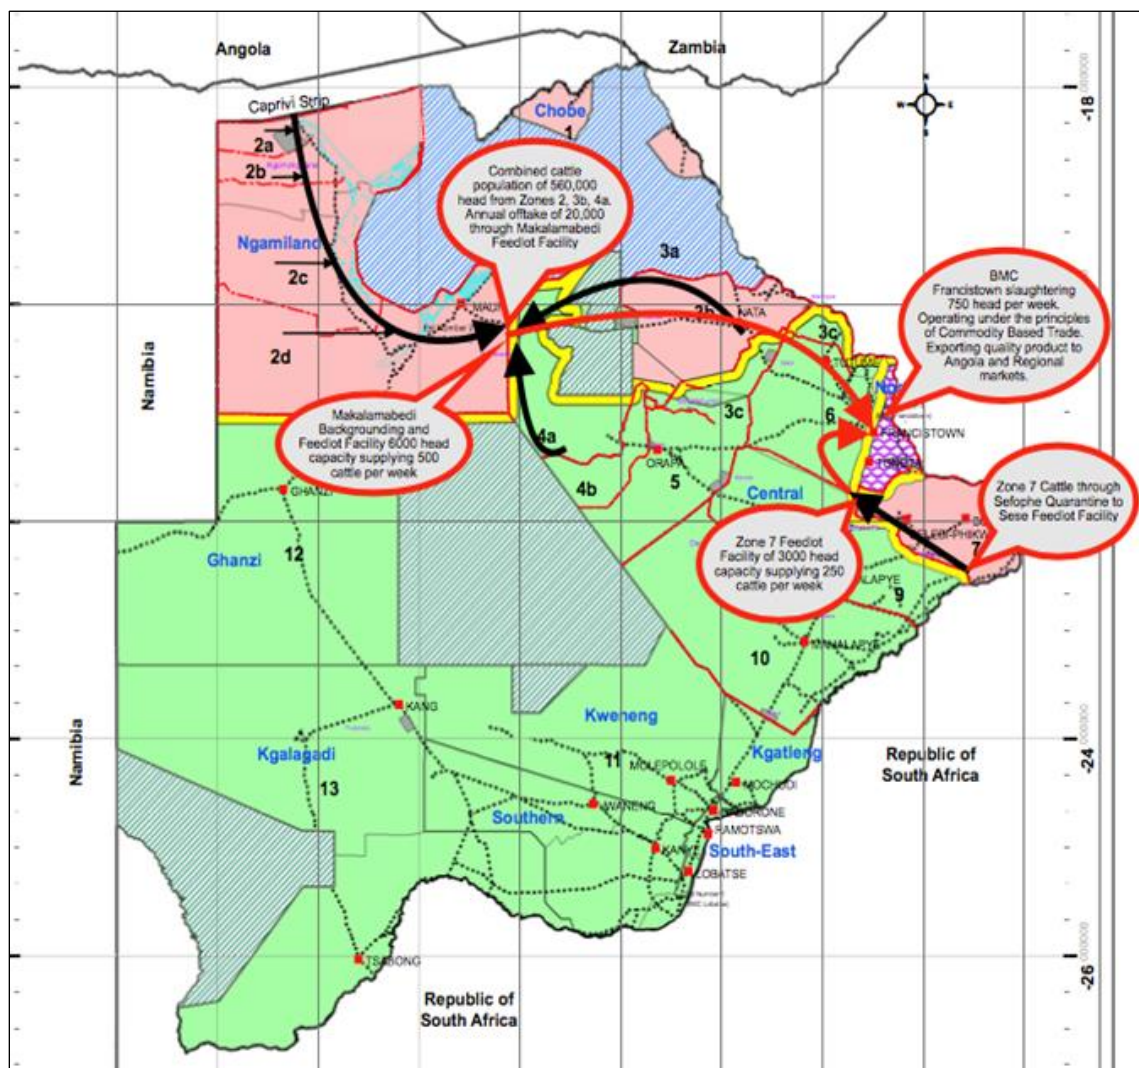 Angola
Zambia
Caprivi Strip
-18
Chobe
1
2a
2b
Combined cattle
population of 560,000
head from Zones 2, 3b, 4a.
Annual offtake of 20,000
through Makalamabedi
Feedlot Facility
Ngamiland
2c
3a
BMC
Francistown slaughtering
750 head per week.
Operating under the principles
of Commodity Based Trade.
Exporting quality product to
Angola and Regional
markets.
NATA
3c
2d
Namibia
3c
6
FRANCISTOWN
Makalamabedi
Backgrounding and
Feedlot Facility 6000 head
capacity supplying 500
cattle per week
4a
ORAPA
5
4b
Central
GHANZI
Zone 7 Cattle through
Sefophe Quarantine to
Sese Feedlot Facility
7
12
Ghanzi
Zone 7 Feedlot
Facility of 3000 head
capacity supplying 250
cattle per week
9
10
KANG
Kweneng
Namibia
Kgalagadi
Kgatleng
Republic of
South Africa
-24
11
MOLEPOLOLE
13
MOCHUDI
Southern
RAMOTSWA
KANYE
South-East
LOBATSE
TSABONG
-26
Republic of
South Africa